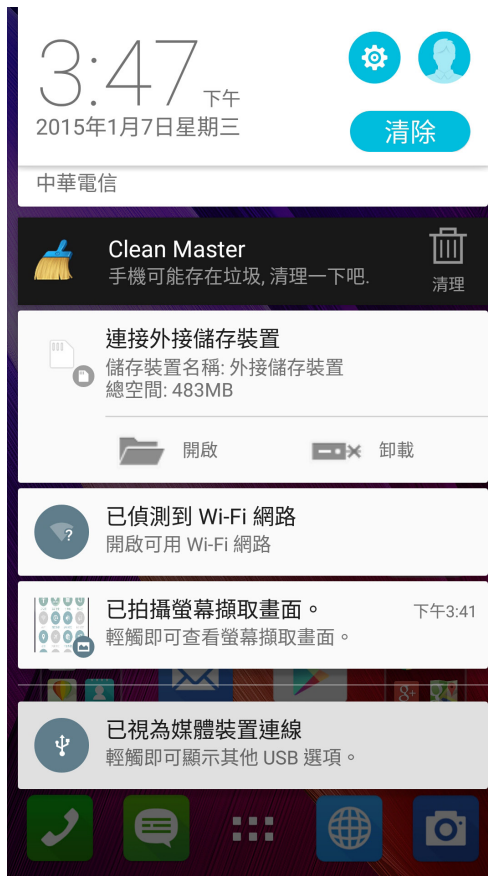 3:47 下午
2015年1月7日星期三
清除
中華電信
Clean Master
手機可能存在垃圾, 清理一下吧.
清理
連接外接儲存裝置
儲存裝置名稱: 外接儲存裝置
總空間: 483MB
開啟
卸載
已偵測到 Wi-Fi 網路
開啟可用 Wi-Fi 網路
已拍攝螢幕擷取畫面。
下午3:41
輕觸即可查看螢幕擷取畫面。
8+
已視為媒體裝置連線
輕觸即可顯示其他 USB 選項。